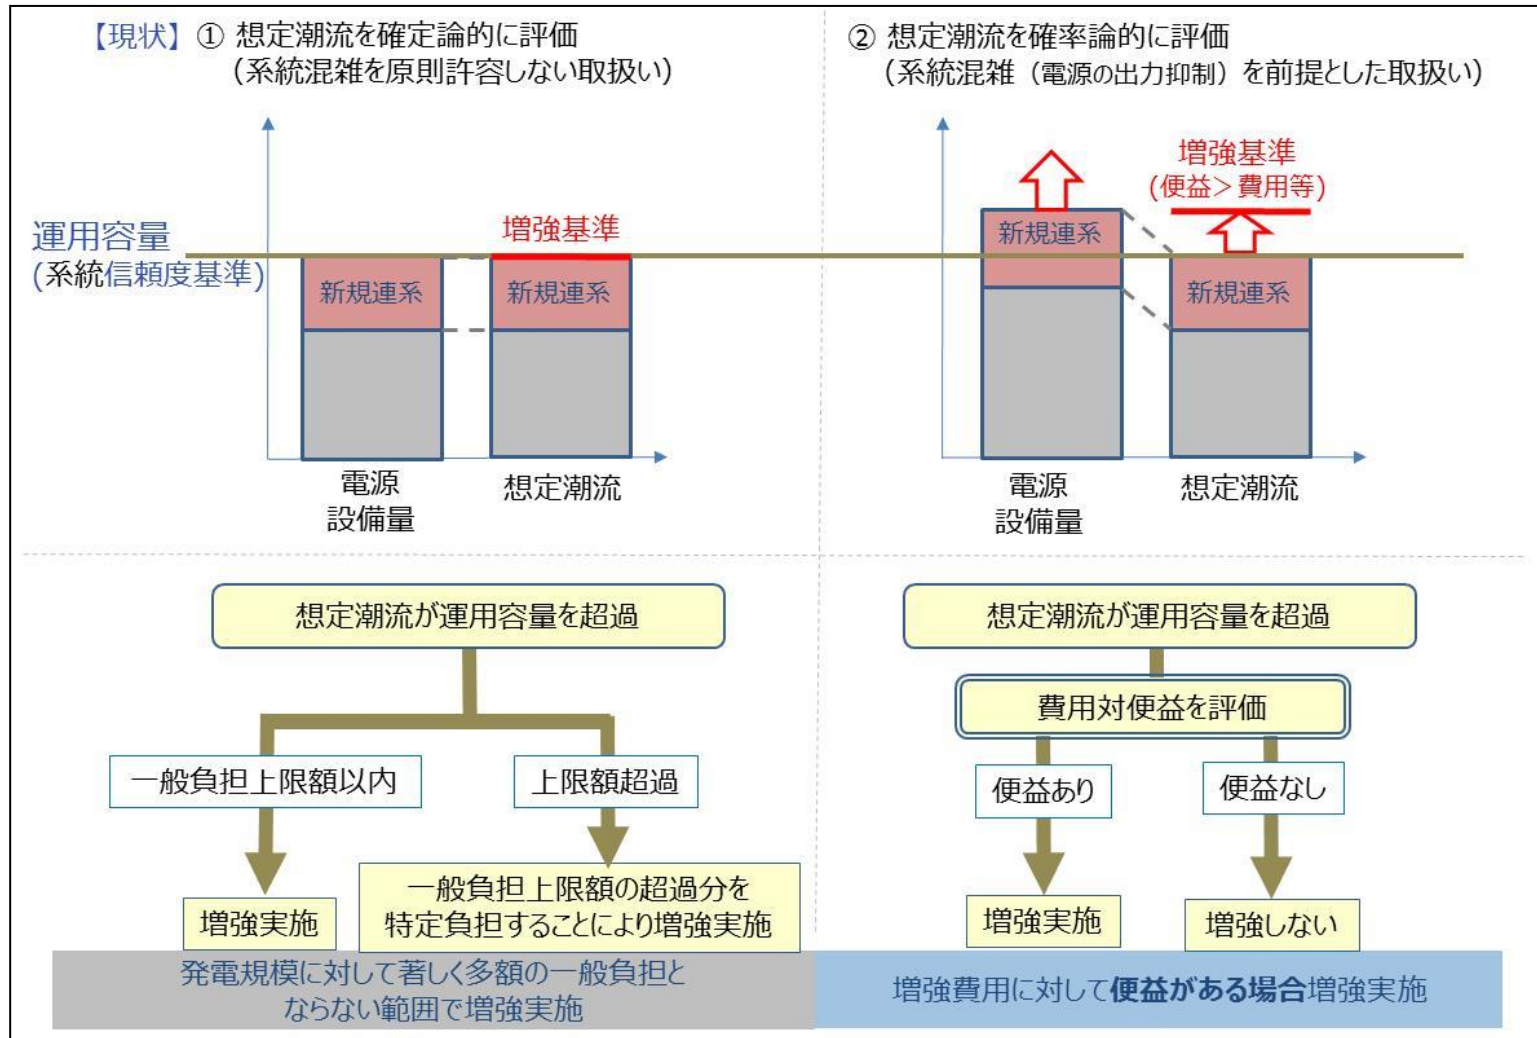 【現状】① 想定潮流を確定論的に評価
（系統混雑を原則許容しない取扱い）
運用容量
(系統信頼度基準)
増強基準
新規連系
新規連系
電源
設備量
想定潮流
② 想定潮流を確率論的に評価
（系統混雑（電源の出力抑制）を前提とした取扱い）
増強基準
(便益＞費用等)
新規連系
新規連系
電源
設備量
想定潮流
想定潮流が運用容量を超過
一般負担上限額以内
上限額超過
増強実施
一般負担上限額の超過分を
特定負担することにより増強実施
発電規模に対して著しく多額の一般負担と
ならない範囲で増強実施
想定潮流が運用容量を超過
費用対便益を評価
便益あり
便益なし
増強実施
増強しない
増強費用に対して便益がある場合増強実施